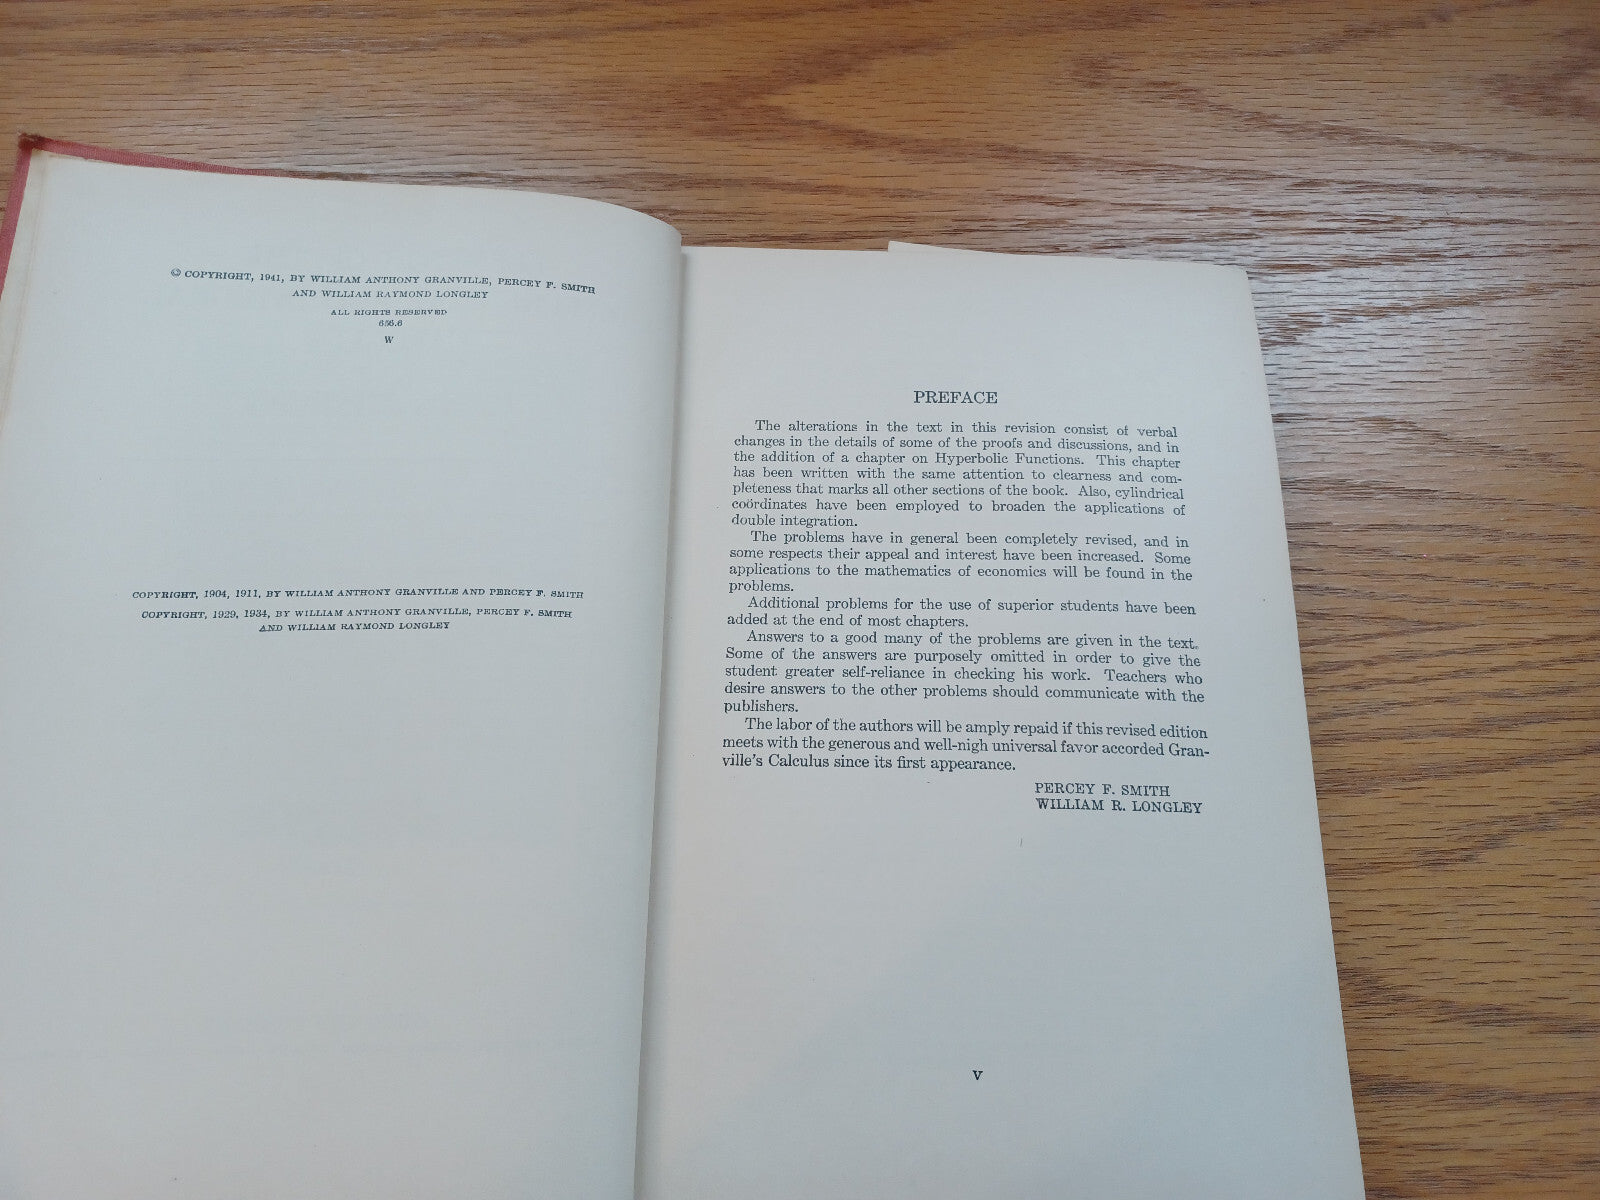 © COPYRIGHT, 1941, BY WILLIAM ANTHONY GRANVILLE, PERCEY F. SMITH
AND WILLIAM RAYMOND LONGLEY
ALL RIGHTS RESERVED
656.6
W
COPYRIGHT, 1904, 1911, BY WILLIAM ANTHONY GRANVILLE AND PERCEY F. SMITH
COPYRIGHT, 1929, 1934, BY WILLIAM ANTHONY GRANVILLE, PERCEY F. SMITH
AND WILLIAM RAYMOND LONGLEY
PREFACE
The alterations in the text in this revision consist of verbal
changes in the details of some of the proofs and discussions, and in
the addition of a chapter on Hyperbolic Functions. This chapter
has been written with the same attention to clearness and com-
pleteness that marks all other sections of the book. Also, cylindrical
coördinates have been employed to broaden the applications of
double integration.
The problems have in general been completely revised, and in
some respects their appeal and interest have been increased. Some
applications to the mathematics of economics will be found in the
problems.
Additional problems for the use of superior students have been
added at the end of most chapters.
Answers to a good many of the problems are given in the text.
Some of the answers are purposely omitted in order to give the
student greater self-reliance in checking his work. Teachers who
desire answers to the other problems should communicate with the
publishers.
The labor of the authors will be amply repaid if this revised edition
meets with the generous and well-nigh universal favor accorded Gran-
ville's Calculus since its first appearance.
PERCEY F. SMITH
WILLIAM R. LONGLEY
v